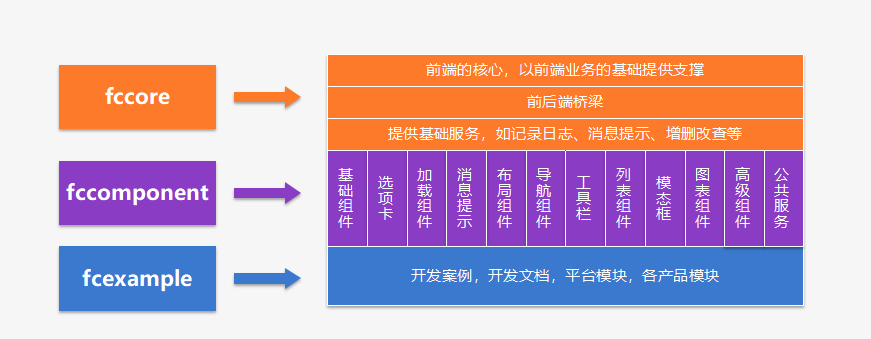 fccore
前端的核心，以前端业务的基础提供支撑
前后端桥梁
提供基础服务，如记录日志、消息提示、增删改查等
fccomponent
基础组件
选项卡
加载组件
消息提示
布局组件
导航组件
工具栏
列表组件
模态框
图表组件
高级组件
公共服务
fcexample
开发案例，开发文档，平台模块，各产品模块